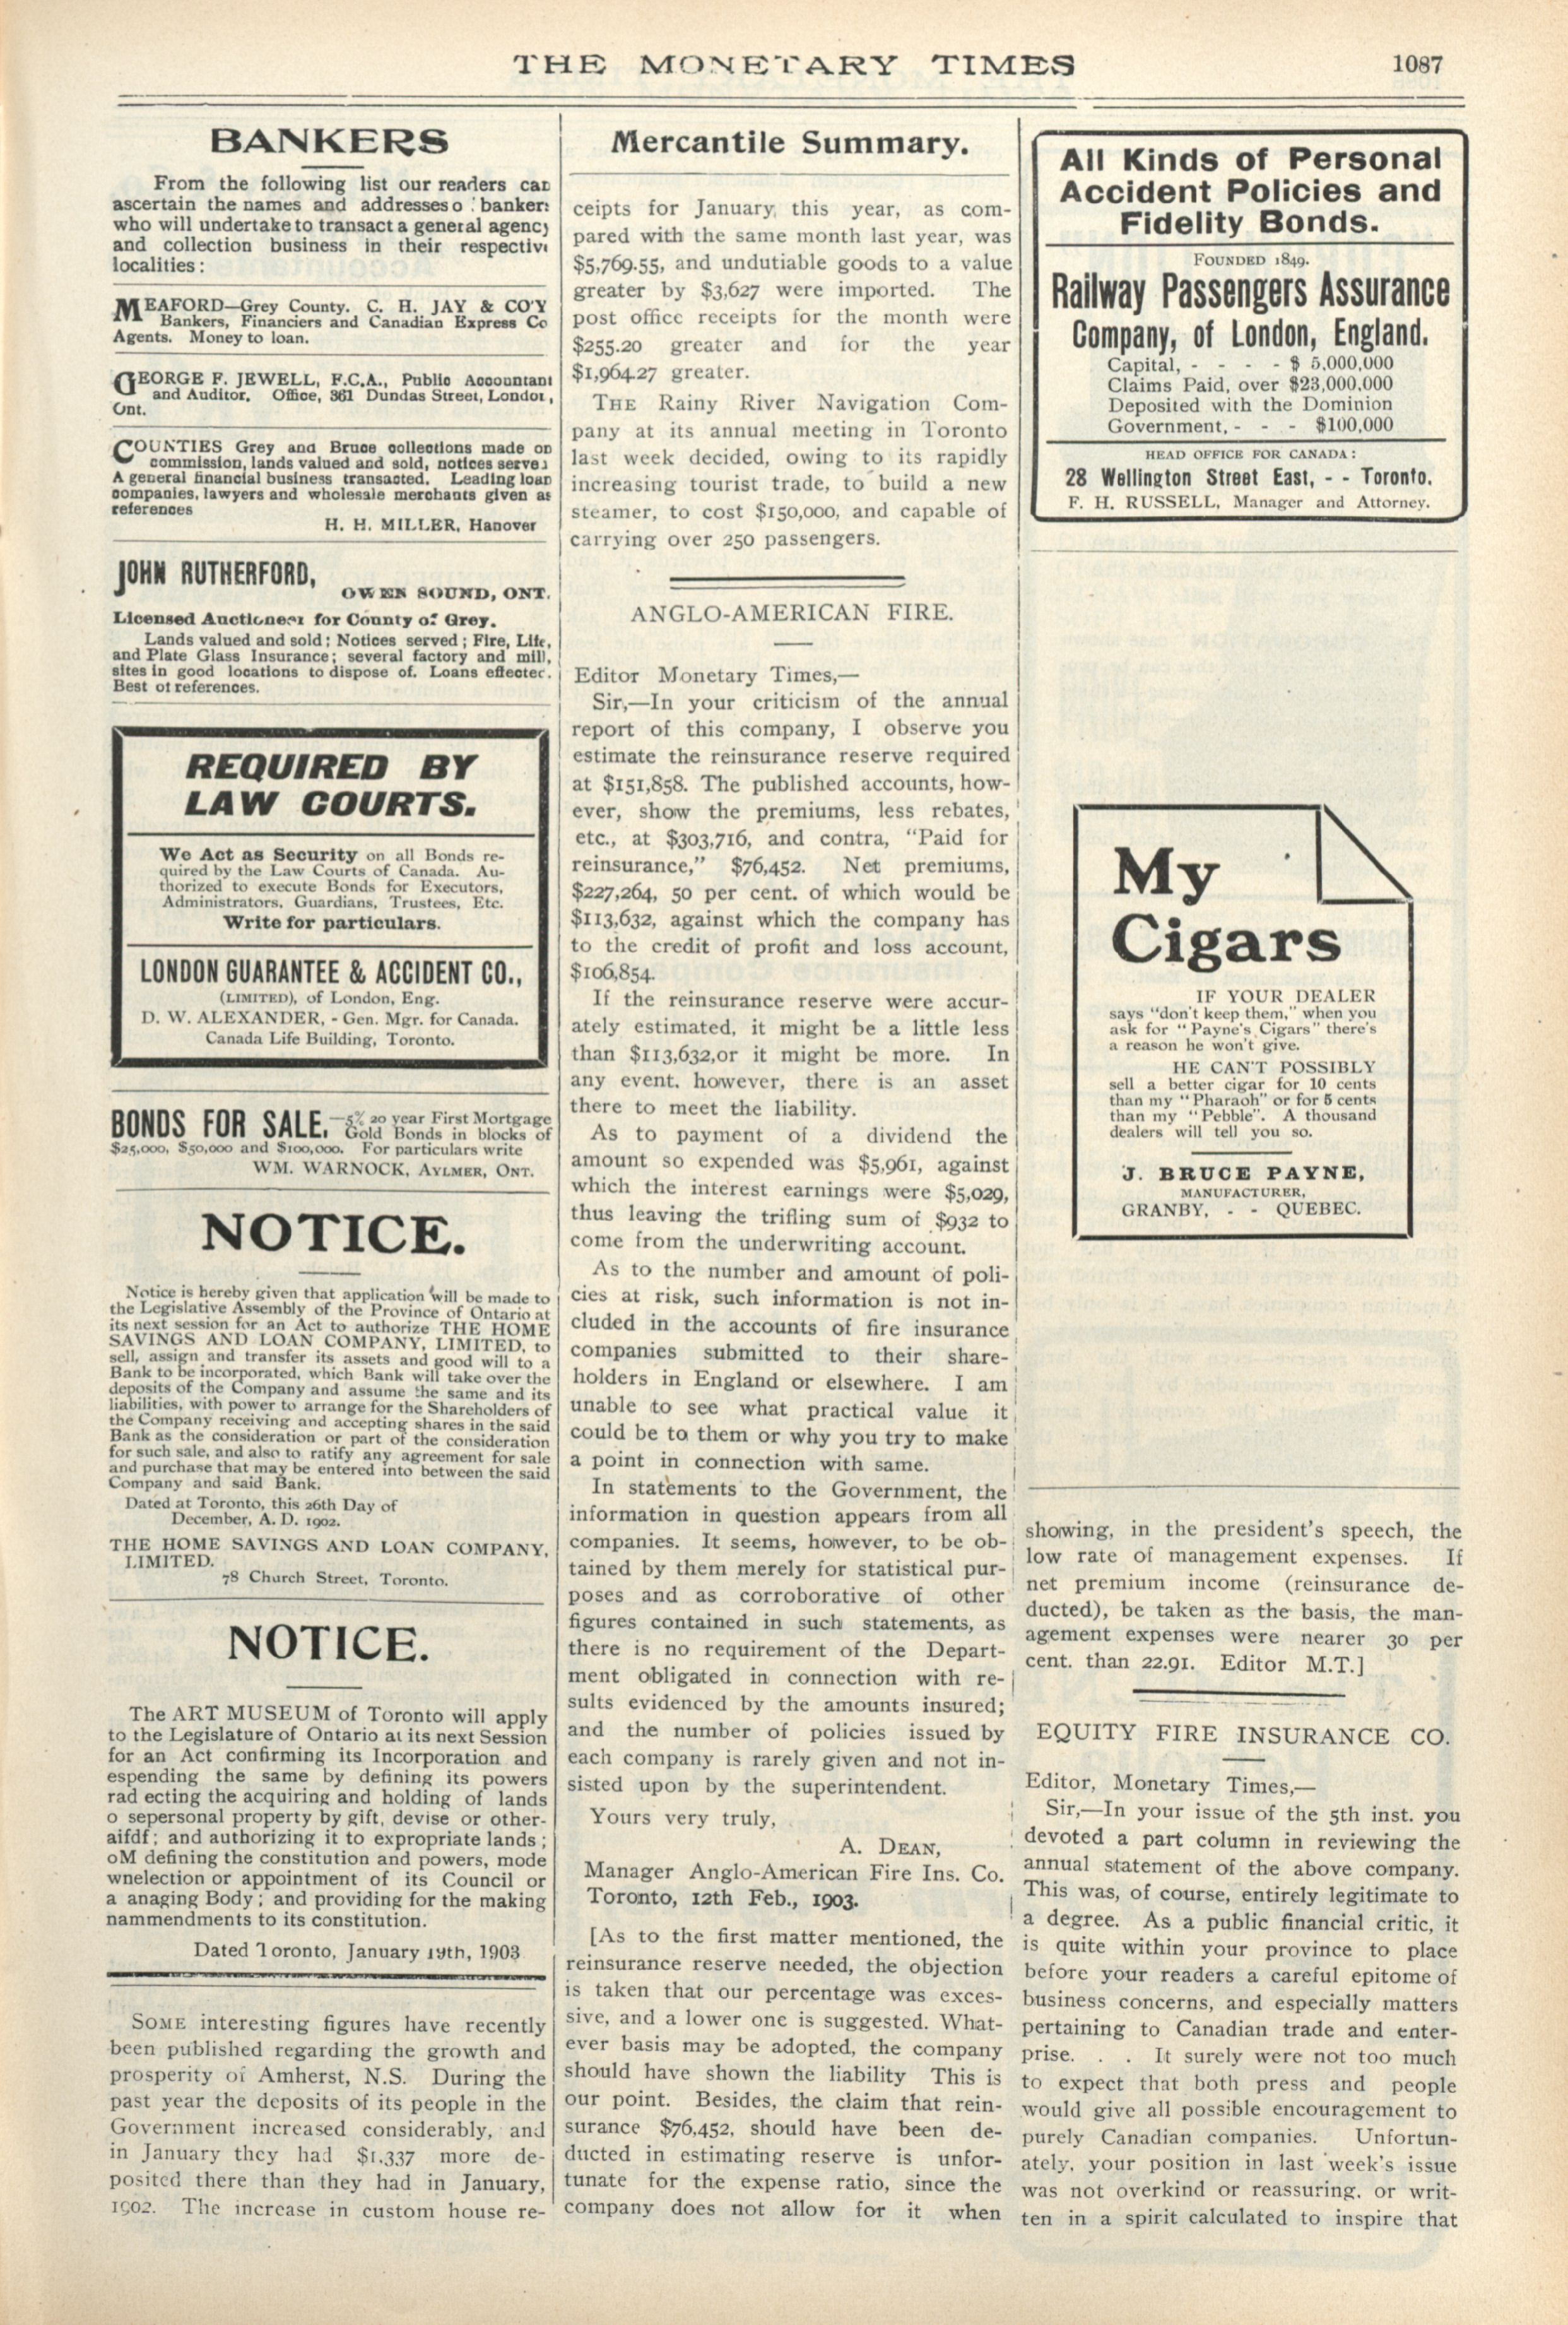 THE MONETARY TIMES
1087
BANKERS
From the following list our readers can
ascertain the names and addresses o bankers
who will undertake to transact a general agency
and collection business in their respective
localities:
MEAFORD—Grey County. C. H. JAY & CO'Y
Bankers, Financiers and Canadian Express Co
Agents. Money to loan.
GEORGE F. JEWELL, F.C.A., Public Accountant
and Auditor. Office, 361 Dundas Street, London,
Ont.
COUNTIES Grey and Bruce collections made on
commission, lands valued and sold, notices served
A general financial business transacted. Leading loan
companies, lawyers and wholesale merchants given as
references
H. H. MILLER, Hanover
JOHN RUTHERFORD,
OWEN SOUND, ONT.
Licensed Auctioneer for County of Grey.
Lands valued and sold; Notices served; Fire, Life,
and Plate Glass Insurance; several factory and mill,
sites in good locations to dispose of. Loans effected.
Best of references.
REQUIRED BY
LAW COURTS.
We Act as Security on all Bonds re-
quired by the Law Courts of Canada. Au-
thorized to execute Bonds for Executors,
Administrators, Guardians, Trustees, Etc.
Write for particulars.
LONDON GUARANTEE & ACCIDENT CO.,
(LIMITED), of London, Eng.
D. W. ALEXANDER, - Gen. Mgr. for Canada.
Canada Life Building, Toronto.
BONDS FOR SALE.—5% 20 year First Mortgage
Gold Bonds in blocks of
$25,000, $50,000 and $100,000. For particulars write
WM. WARNOCK, AYLMER, ONT.
NOTICE.
Notice is hereby given that application will be made to
the Legislative Assembly of the Province of Ontario at
its next session for an Act to authorize THE HOME
SAVINGS AND LOAN COMPANY, LIMITED, to
sell, assign and transfer its assets and good will to a
Bank to be incorporated, which Bank will take over the
deposits of the Company and assume the same and its
liabilities, with power to arrange for the Shareholders of
the Company receiving and accepting shares in the said
Bank as the consideration or part of the consideration
for such sale, and also to ratify any agreement for sale
and purchase that may be entered into between the said
Company and said Bank.
Dated at Toronto, this 26th Day of
December, A. D. 1902.
THE HOME SAVINGS AND LOAN COMPANY,
LIMITED.
78 Church Street, Toronto.
NOTICE.
The ART MUSEUM of Toronto will apply
to the Legislature of Ontario at its next Session
for an Act confirming its Incorporation and
espending the same by defining its powers
rad ecting the acquiring and holding of lands
o sepersonal property by gift, devise or other-
aifdf; and authorizing it to expropriate lands;
oM defining the constitution and powers, mode
wnelection or appointment of its Council or
a anaging Body; and providing for the making
nammendments to its constitution.
Dated Toronto, January 19th, 1903
SOME interesting figures have recently
been published regarding the growth and
prosperity of Amherst, N.S. During the
past year the deposits of its people in the
Government increased considerably, and
in January they had $1,337 more de-
posited there than they had in January,
1902. The increase in custom house re-
Mercantile Summary.
ceipts for January this year, as com-
pared with the same month last year, was
$5,769.55, and undutiable goods to a value
greater by $3,627 were imported. The
post office receipts for the month were
$255.20 greater and for the year
$1,964.27 greater.
THE Rainy River Navigation Com-
pany at its annual meeting in Toronto
last week decided, owing to its rapidly
increasing tourist trade, to build a new
steamer, to cost $150,000, and capable of
carrying over 250 passengers.
ANGLO-AMERICAN FIRE.
Editor Monetary Times,—
Sir,—In your criticism of the annual
report of this company, I observe you
estimate the reinsurance reserve required
at $151,858. The published accounts, how-
ever, show the premiums, less rebates,
etc., at $303,716, and contra, "Paid for
reinsurance," $76,452. Net premiums,
$227,264, 50 per cent. of which would be
$113,632, against which the company has
to the credit of profit and loss account,
$106,854.
If the reinsurance reserve were accur-
ately estimated, it might be a little less
than $113,632,or it might be more. In
any event, however, there is an asset
there to meet the liability.
As to payment of a dividend the
amount so expended was $5,961, against
which the interest earnings were $5,029,
thus leaving the trifling sum of $932 to
come from the underwriting account.
As to the number and amount of poli-
cies at risk, such information is not in-
cluded in the accounts of fire insurance
companies submitted to their share-
holders in England or elsewhere. I am
unable to see what practical value it
could be to them or why you try to make
a point in connection with same.
In statements to the Government, the
information in question appears from all
companies. It seems, however, to be ob-
tained by them merely for statistical pur-
poses and as corroborative of other
figures contained in such statements, as
there is no requirement of the Depart-
ment obligated in connection with re-
sults evidenced by the amounts insured;
and the number of policies issued by
each company is rarely given and not in-
sisted upon by the superintendent.
Yours very truly,
A. DEAN,
Manager Anglo-American Fire Ins. Co.
Toronto, 12th Feb., 1903.
[As to the first matter mentioned, the
reinsurance reserve needed, the objection
is taken that our percentage was exces-
sive, and a lower one is suggested. What-
ever basis may be adopted, the company
should have shown the liability This is
our point. Besides, the claim that rein-
surance $76,452, should have been de-
ducted in estimating reserve is unfor-
tunate for the expense ratio, since the
company does not allow for it when
All Kinds of Personal
Accident Policies and
Fidelity Bonds.
FOUNDED 1849.
Railway Passengers Assurance
Company, of London, England.
Capital, - - - - $ 5,000,000
Claims Paid, over $23,000,000
Deposited with the Dominion
Government, - - - $100,000
HEAD OFFICE FOR CANADA:
28 Wellington Street East, - - Toronto.
F. H. RUSSELL, Manager and Attorney.
My
Cigars
IF YOUR DEALER
says "don't keep them," when you
ask for "Payne's Cigars" there's
a reason he won't give.
HE CAN'T POSSIBLY
sell a better cigar for 10 cents
than my "Pharaoh" or for 5 cents
than my "Pebble". A thousand
dealers will tell you so.
J. BRUCE PAYNE,
MANUFACTURER,
GRANBY, - - QUEBEC.
showing, in the president's speech, the
low rate of management expenses. If
net premium income (reinsurance de-
ducted), be taken as the basis, the man-
agement expenses were nearer 30 per
cent. than 22.91. Editor M.T.]
EQUITY FIRE INSURANCE CO.
Editor, Monetary Times,—
Sir,—In your issue of the 5th inst. you
devoted a part column in reviewing the
annual statement of the above company.
This was, of course, entirely legitimate to
a degree. As a public financial critic, it
is quite within your province to place
before your readers a careful epitome of
business concerns, and especially matters
pertaining to Canadian trade and enter-
prise. . . It surely were not too much
to expect that both press and people
would give all possible encouragement to
purely Canadian companies. Unfortun-
ately, your position in last week's issue
was not overkind or reassuring, or writ-
ten in a spirit calculated to inspire that